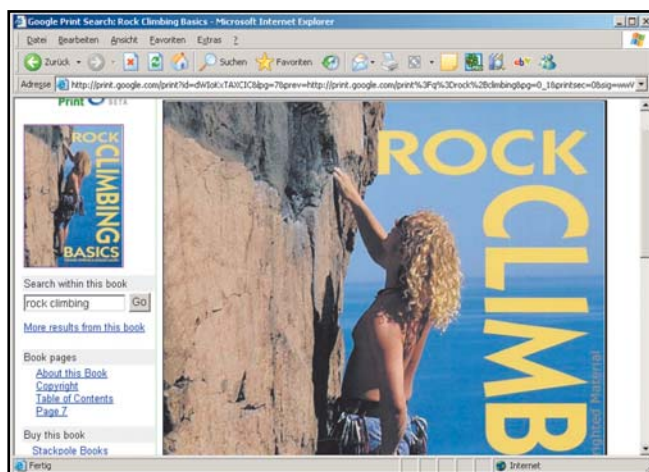 Google Print Search: Rock Climbing Basics - Microsoft Internet Explorer
Datei Bearbeiten Ansicht Favoriten Extras ?
Zurück Suchen Favoriten
Adresse
Print BETA
ROCK
CLIMBING
BASICS
Search within this book
rock climbing Go
More results from this book
Book pages
About this Book
Copyright
Table of Contents
Page 7
Buy this book
Stackpole Books
ROCK
CLIMB
ghted Material
Fertig Internet